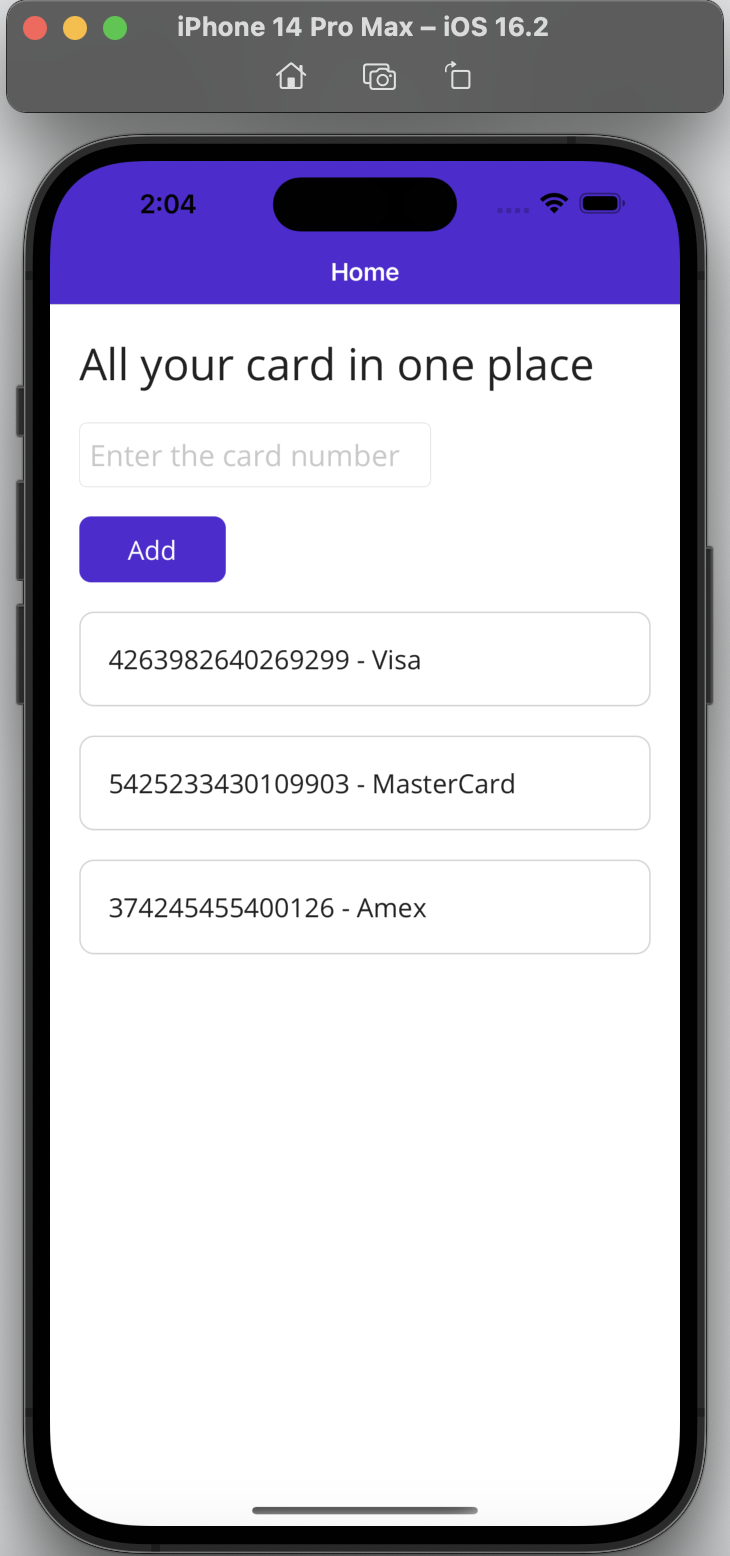 iPhone 14 Pro Max – iOS 16.2
2:04
Home
All your card in one place
Enter the card number
Add
4263982640269299 - Visa
5425233430109903 - MasterCard
374245455400126 - Amex